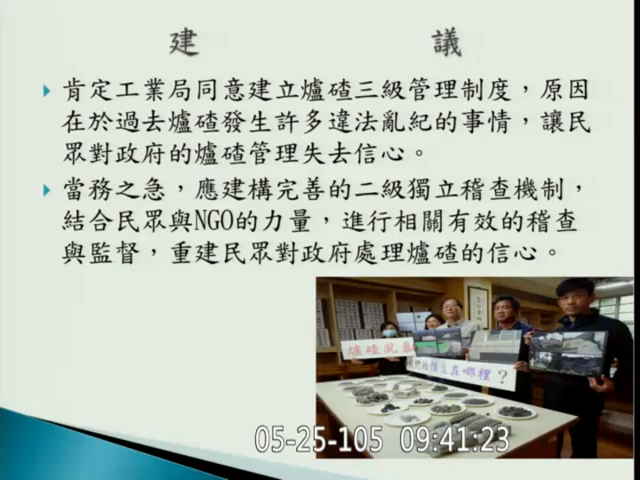 建 議
肯定工業局同意建立爐碴三級管理制度，原因
在於過去爐碴發生許多違法亂紀的事情，讓民
眾對政府的爐碴管理失去信心。
當務之急，應建構完善的二級獨立稽查機制，
結合民眾與NGO的力量，進行相關有效的稽查
與監督，重建民眾對政府處理爐碴的信心。
爐碴風暴
在哪裡？
05-25-105 09:41:23